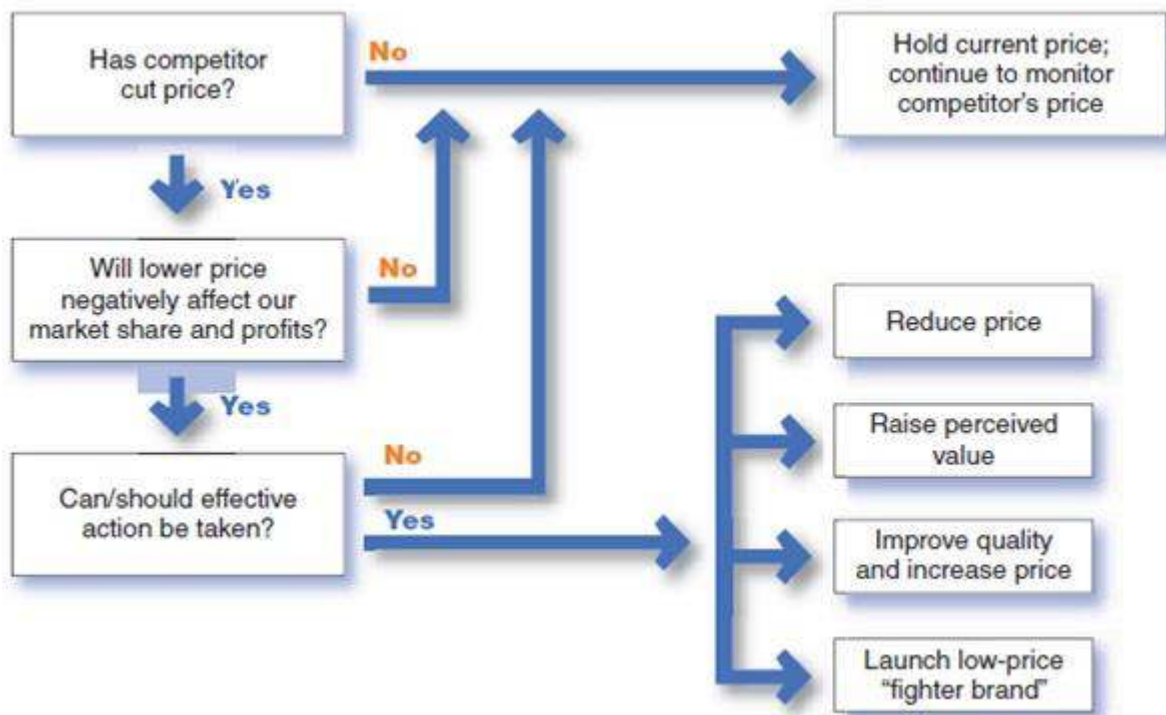 Has competitor
cut price?
No
Hold current price;
continue to monitor
competitor's price
Yes
Will lower price
negatively affect our
market share and profits?
No
Yes
Can/should effective
action be taken?
No
Yes
Reduce price
Raise perceived
value
Improve quality
and increase price
Launch low-price
“fighter brand”